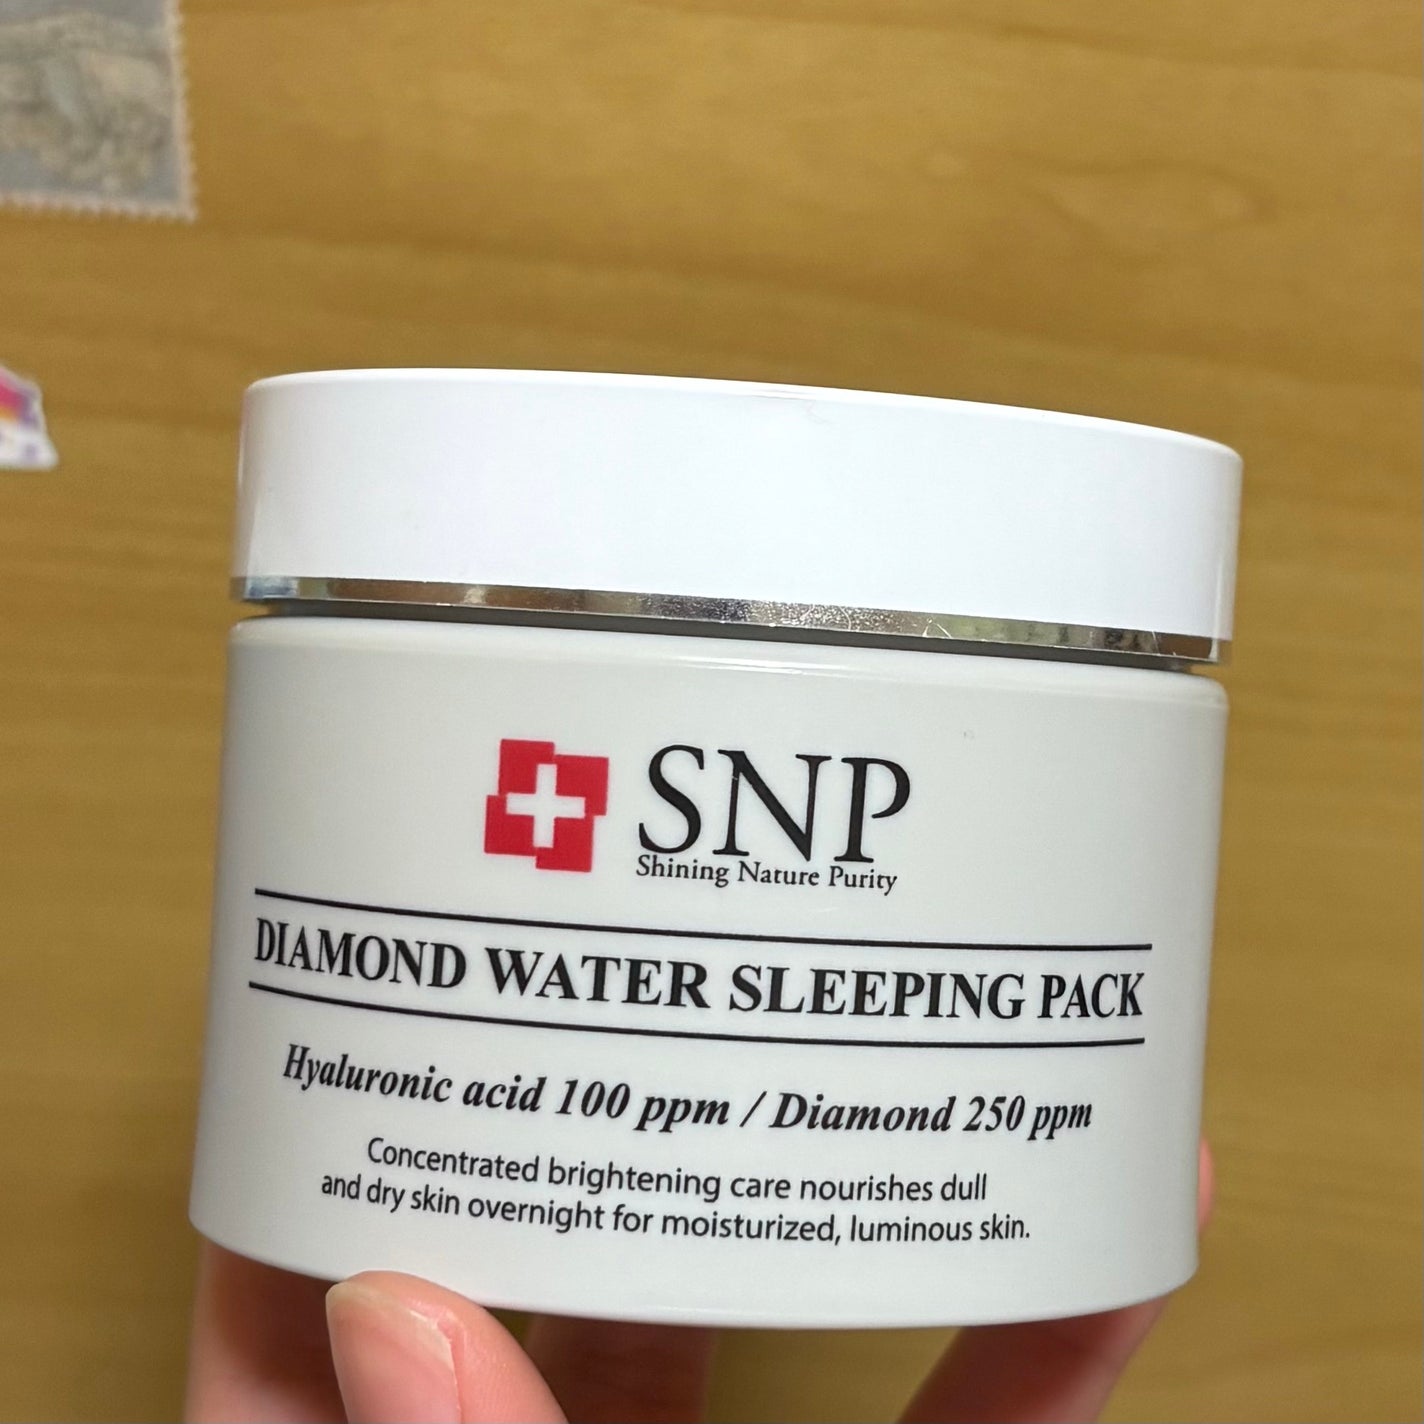 SNP
Shining Nature Purity
DIAMOND WATER SLEEPING PACK
Hyaluronic acid 100 ppm / Diamond 250 ppm
Concentrated brightening care nourishes dull
and dry skin overnight for moisturized, luminous skin.